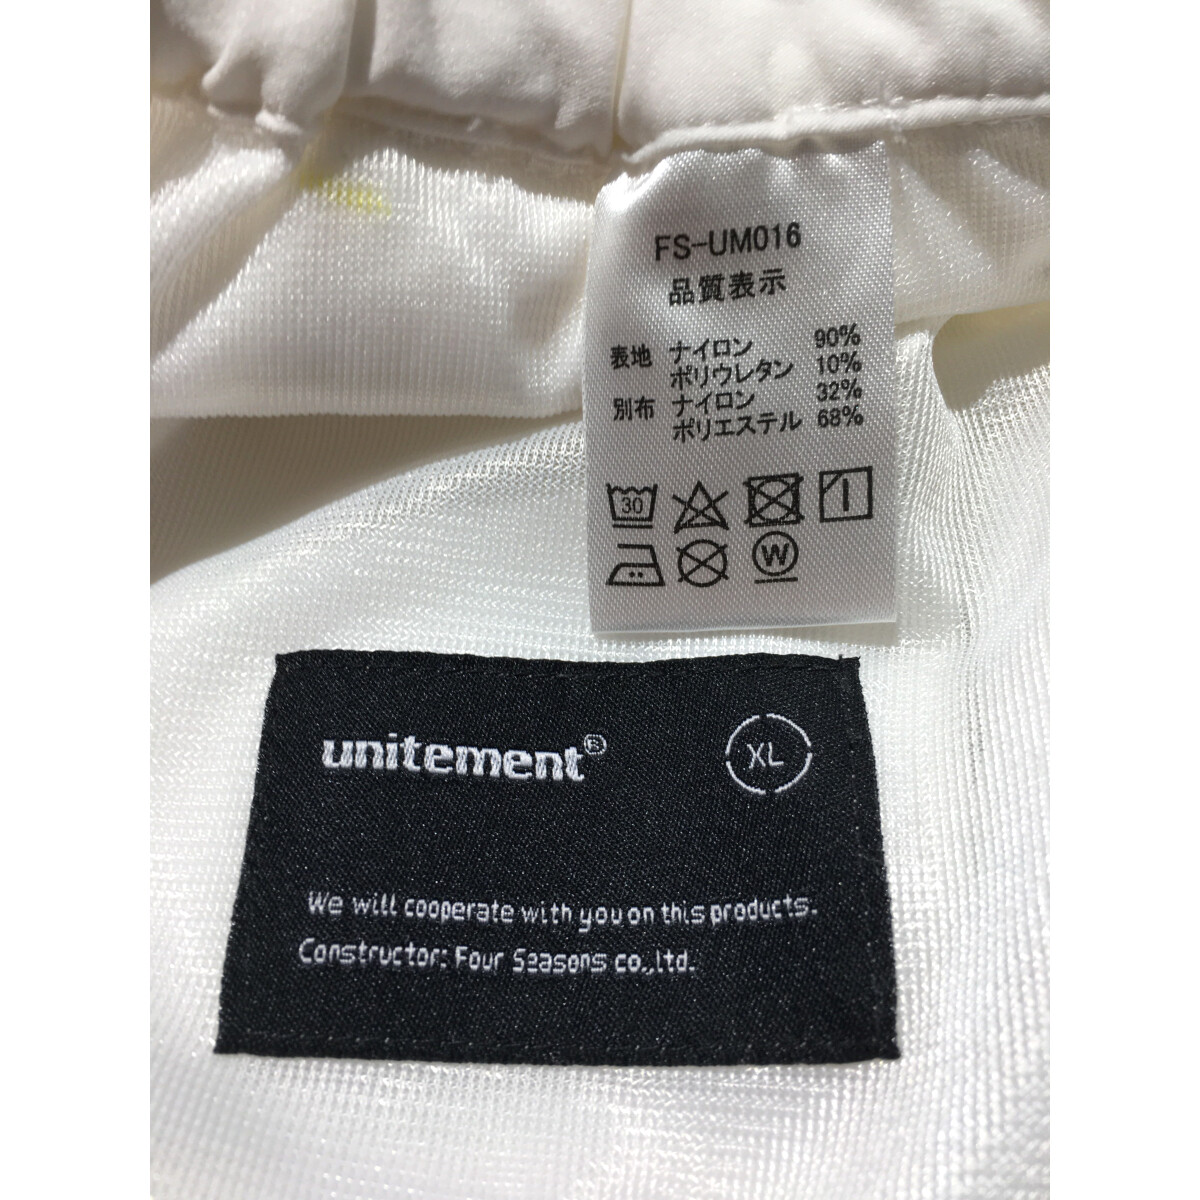 FS-UM016
品質表示
表地 ナイロン 90%
ポリウレタン 10%
別布 ナイロン 32%
ポリエステル 68%
30
W
unitement® XL
We will cooperate with you on this products.
Constructor: Four Seasons co.,ltd.